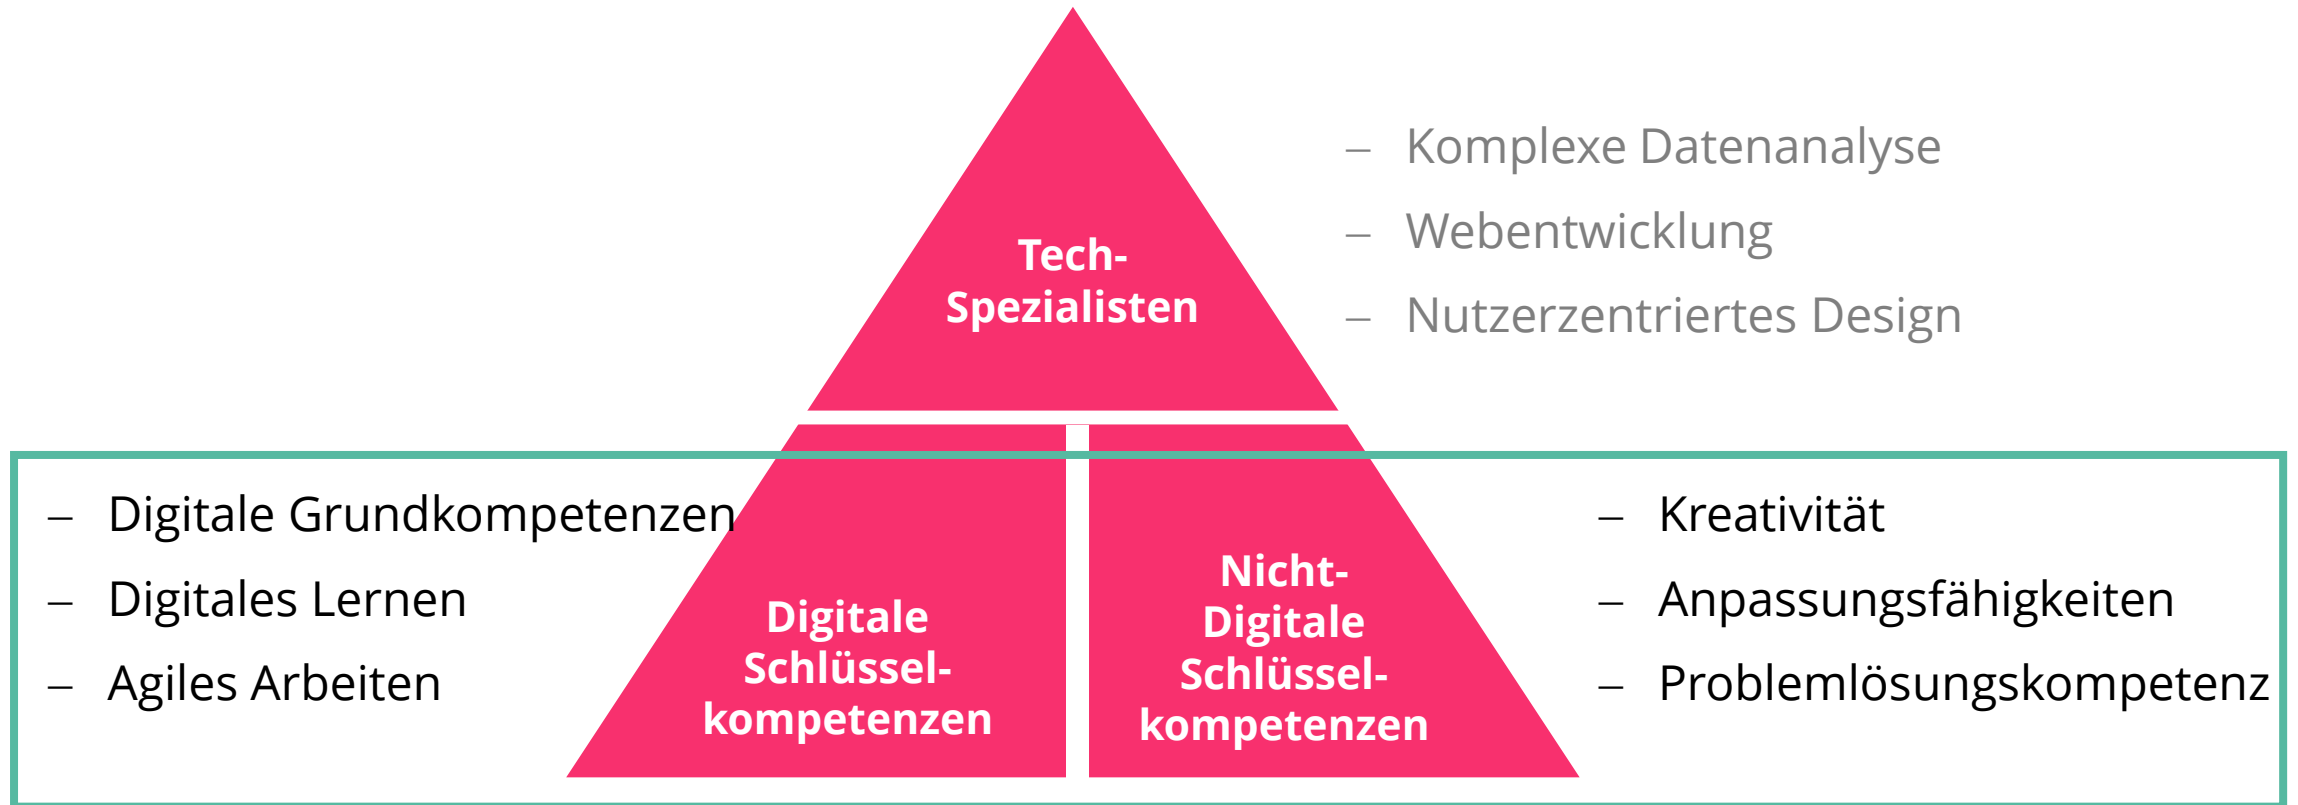 Tech-
Spezialisten
– Komplexe Datenanalyse
– Webentwicklung
– Nutzerzentriertes Design
– Digitale Grundkompetenzen
– Digitales Lernen
– Agiles Arbeiten
Digitale
Schlüssel-
kompetenzen
Nicht-
Digitale
Schlüssel-
kompetenzen
– Kreativität
– Anpassungsfähigkeiten
– Problemlösungskompetenz